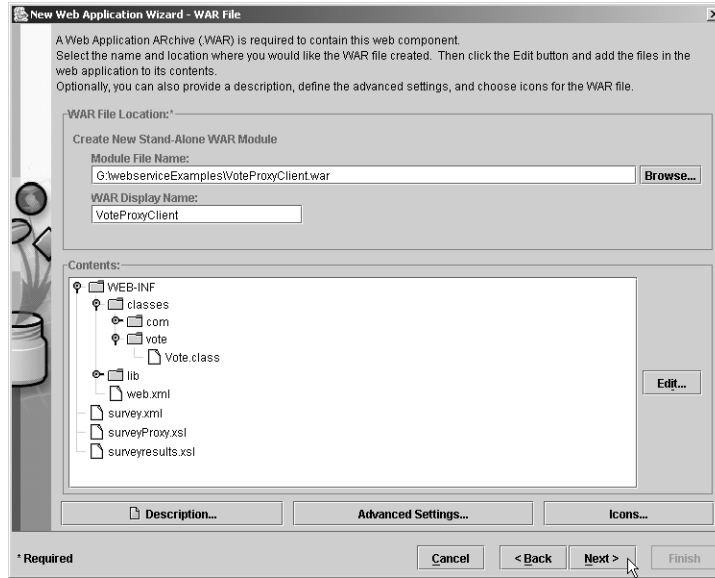 New Web Application Wizard - WAR File
A Web Application ARchive (.WAR) is required to contain this web component.
Select the name and location where you would like the WAR file created. Then click the Edit button and add the files in the
web application to its contents.
Optionally, you can also provide a description, define the advanced settings, and choose icons for the WAR file.
WAR File Location:*
Create New Stand-Alone WAR Module
Module File Name:
G:\webserviceExamples\VoteProxyClient.war
Browse...
WAR Display Name:
VoteProxyClient
Contents:
WEB-INF
classes
com
vote
Vote.class
lib
web.xml
survey.xml
surveyProxy.xsl
surveyresults.xsl
Edit...
Description...
Advanced Settings...
Icons...
* Required
Cancel
< Back
Next >
Finish